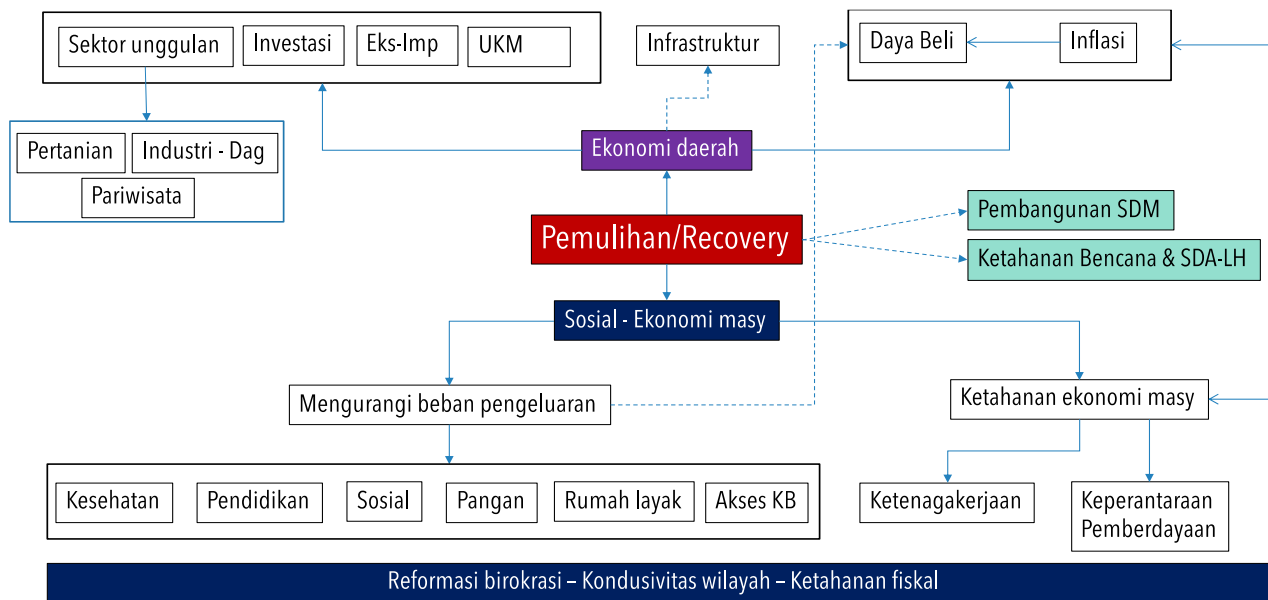 Sektor unggulan
Investasi
Eks-Imp
UKM
Infrastruktur
Daya Beli
Inflasi
Pertanian
Industri - Dag
Pariwisata
Ekonomi daerah
Pemulihan/Recovery
Pembangunan SDM
Ketahanan Bencana & SDA-LH
Sosial - Ekonomi masy
Mengurangi beban pengeluaran
Ketahanan ekonomi masy
Kesehatan
Pendidikan
Sosial
Pangan
Rumah layak
Akses KB
Ketenagakerjaan
Keperantaraan
Pemberdayaan
Reformasi birokrasi – Kondusivitas wilayah – Ketahanan fiskal